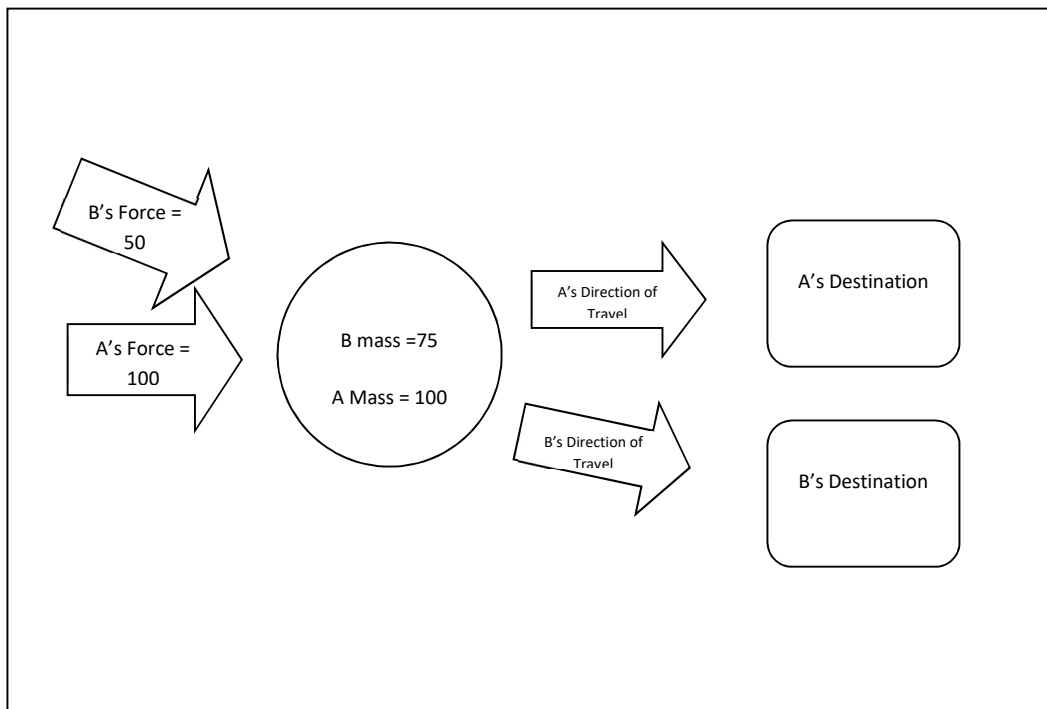 B’s Force =
50
A’s Force =
100
B mass =75
A Mass = 100
A’s Direction of
Travel
B’s Direction of
Travel
A’s Destination
B’s Destination